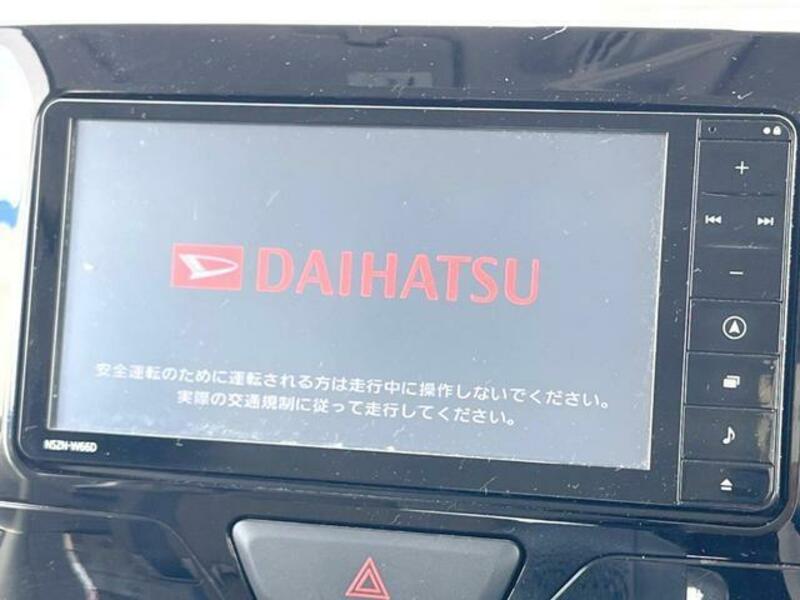 DAIHATSU
安全運転のために運転される方は走行中に操作しないでください。
実際の交通規制に従って走行してください。
NSZN-W66D